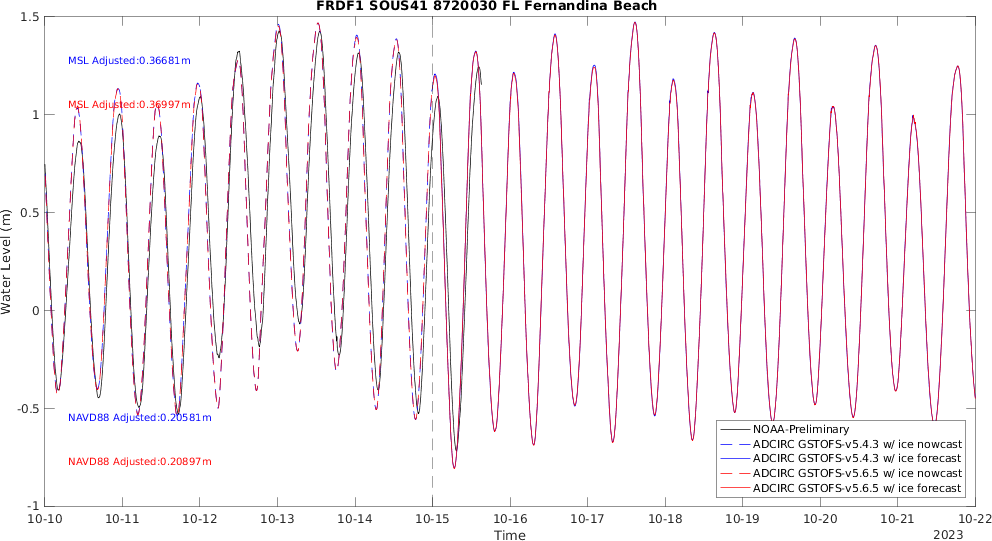 FRDF1 SOUS41 8720030 FL Fernandina Beach
1.5
1
0.5
0
-0.5
-1
Water Level (m)
MSL Adjusted:0.36681m
MSL Adjusted:0.36997m
NAVD88 Adjusted:0.20581m
NAVD88 Adjusted:0.20897m
NOAA-Preliminary
ADCIRC GSTOFS-v5.4.3 w/ ice nowcast
ADCIRC GSTOFS-v5.4.3 w/ ice forecast
ADCIRC GSTOFS-v5.6.5 w/ ice nowcast
ADCIRC GSTOFS-v5.6.5 w/ ice forecast
10-10 10-11 10-12 10-13 10-14 10-15 10-16 10-17 10-18 10-19 10-20 10-21 10-22
Time
2023